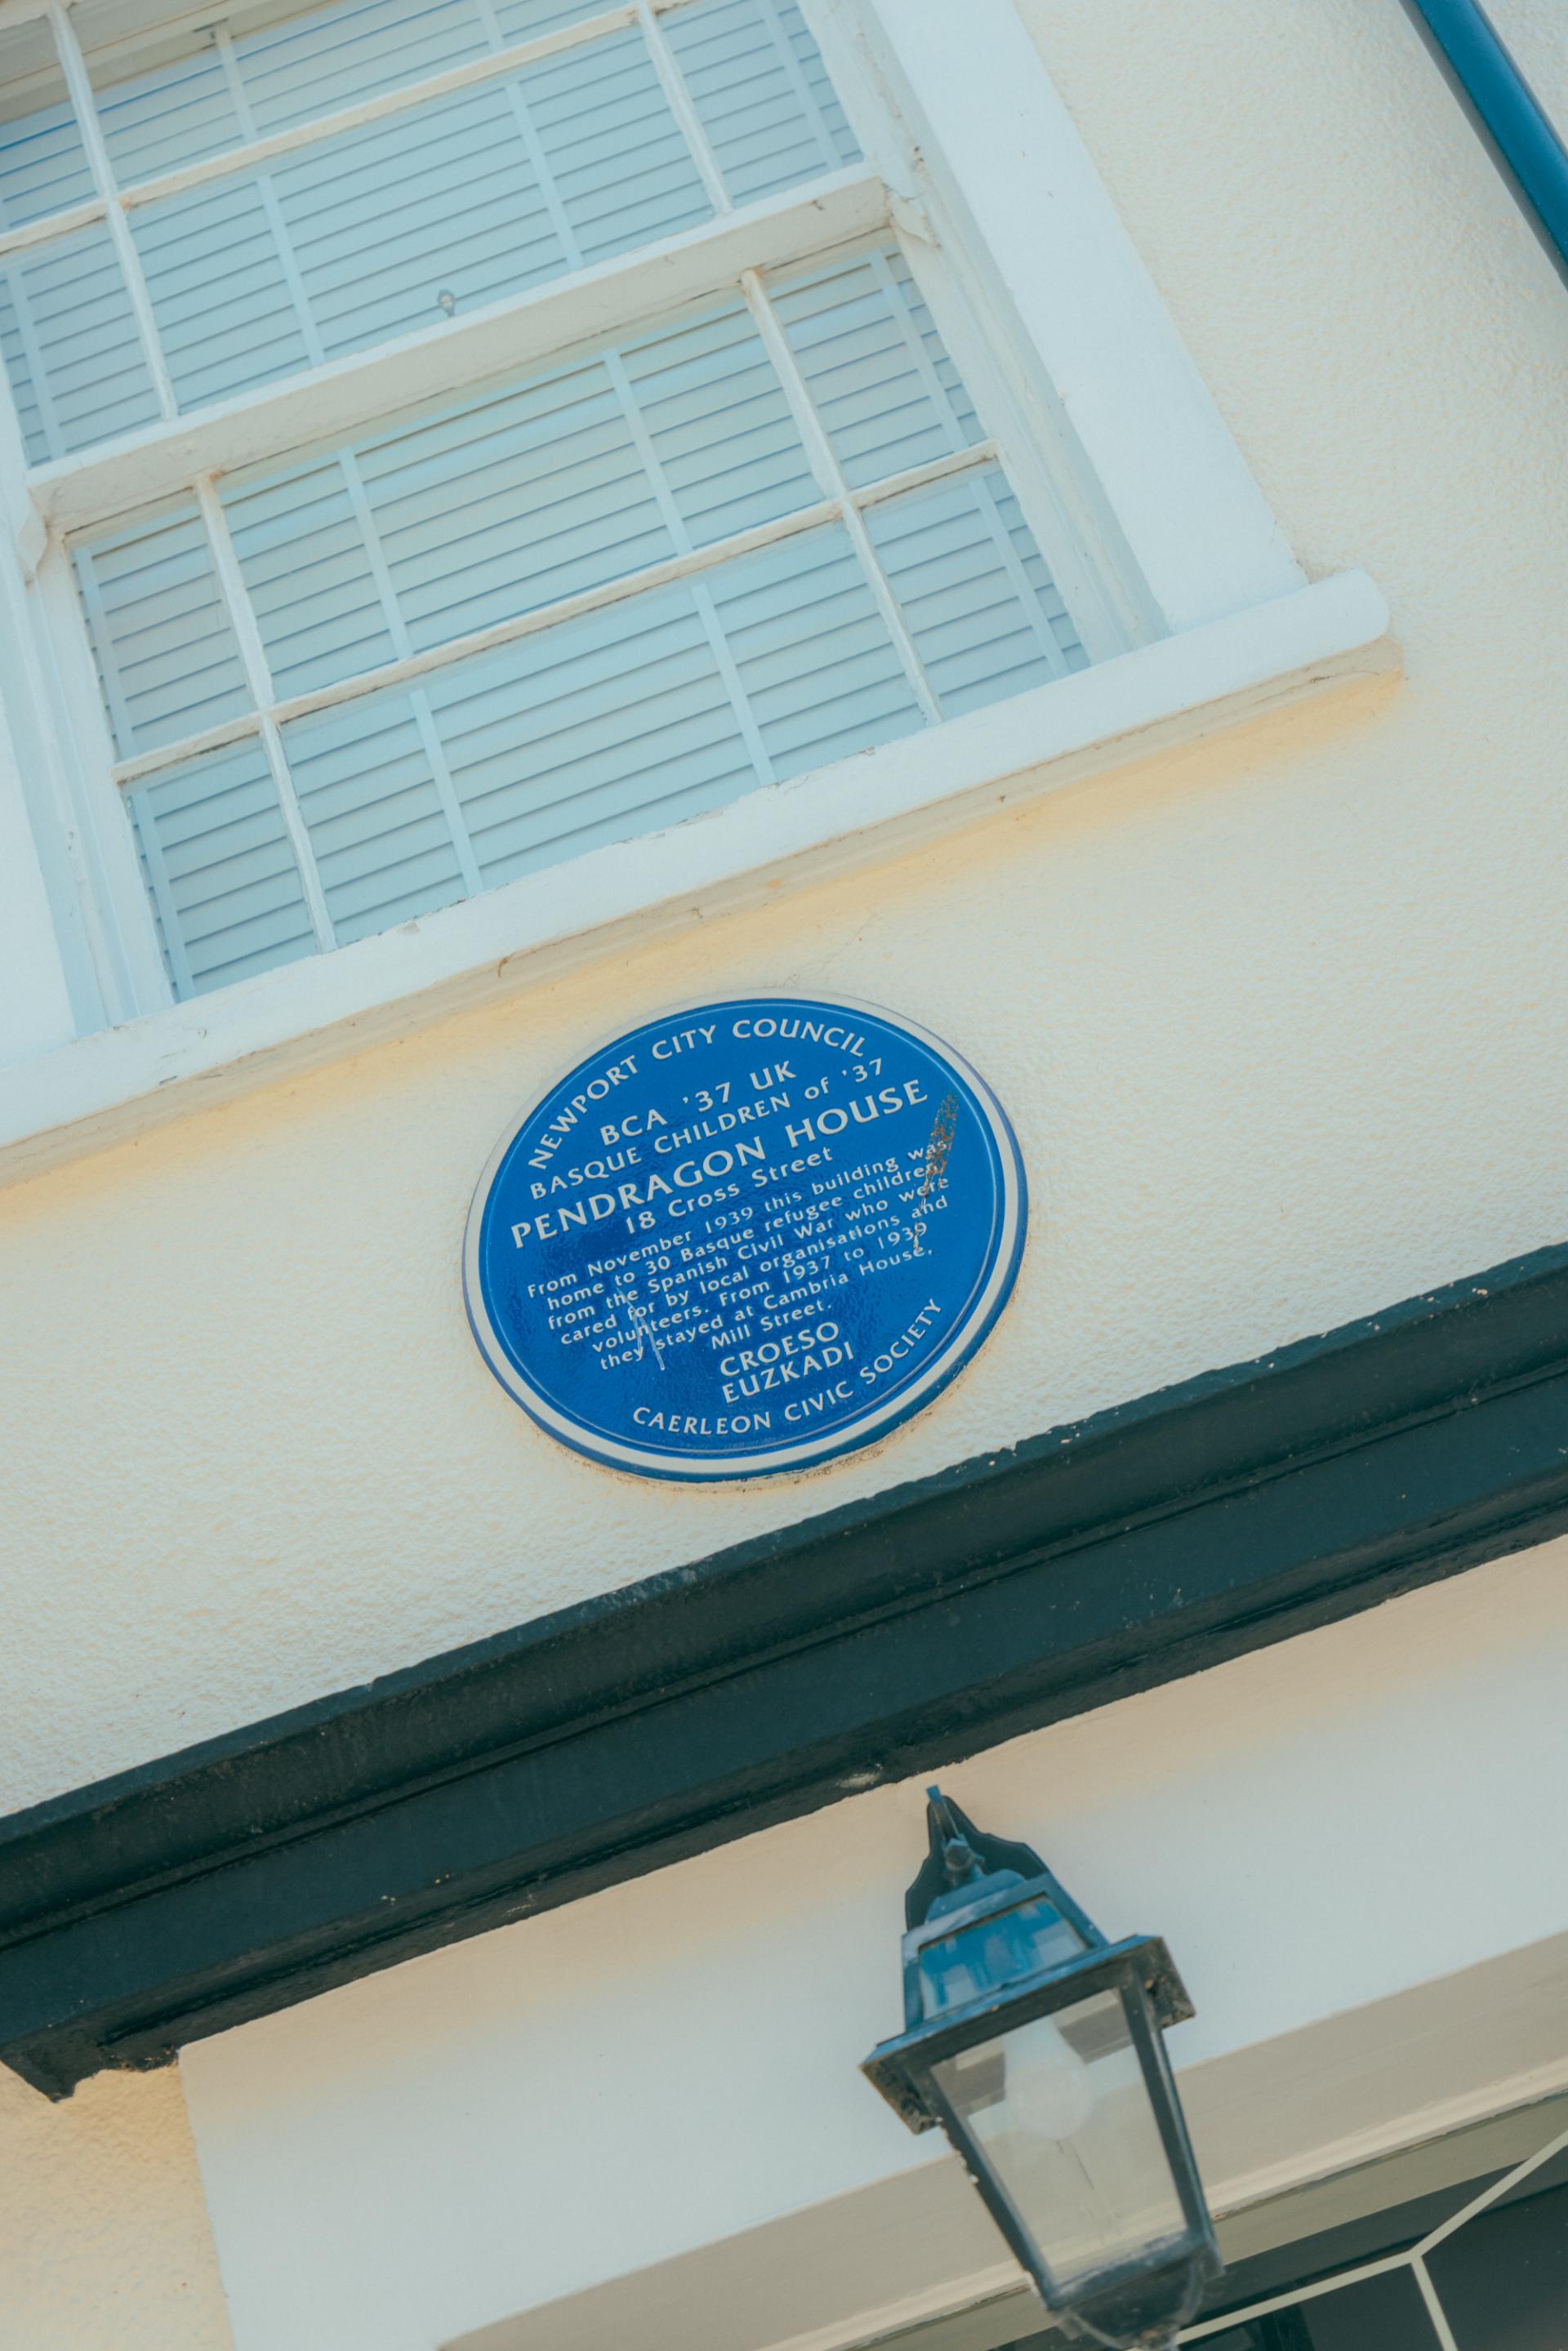 NEWPORT CITY COUNCIL
BCA '37 UK
BASQUE CHILDREN of '37
PENDRAGON HOUSE
18 Cross Street
From November 1939 this building was
home to 30 Basque refugee children
from the Spanish Civil War who were
cared for by local organisations and
volunteers. From 1937 to 1939
they stayed at Cambria House,
Mill Street.
CROESO
EUZKADI
CAERLEON CIVIC SOCIETY